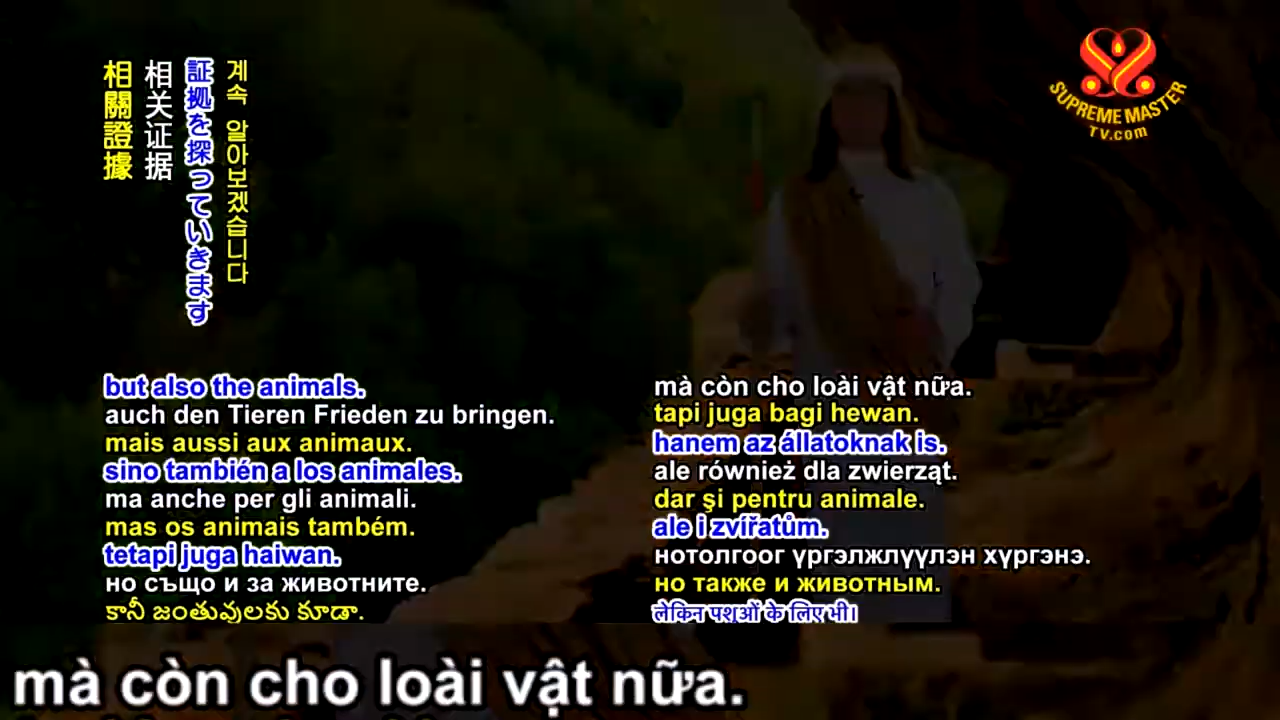 相關證據
相关证据
証拠を探っていきます
계속 알아보겠습니다
SUPREME MASTER
TV.com
but also the animals.
auch den Tieren Frieden zu bringen.
mais aussi aux animaux.
sino también a los animales.
ma anche per gli animali.
mas os animais também.
tetapi juga haiwan.
но също и за животните.
కానీ జంతువులకు కూడా.
mà còn cho loài vật nữa.
tapi juga bagi hewan.
hanem az állatoknak is.
ale również dla zwierząt.
dar şi pentru animale.
ale i zvířatům.
нотолгоог үргэлжлүүлэн хүргэнэ.
но также и животным.
लेकिन पशुओं के लिए भी।
mà còn cho loài vật nữa.